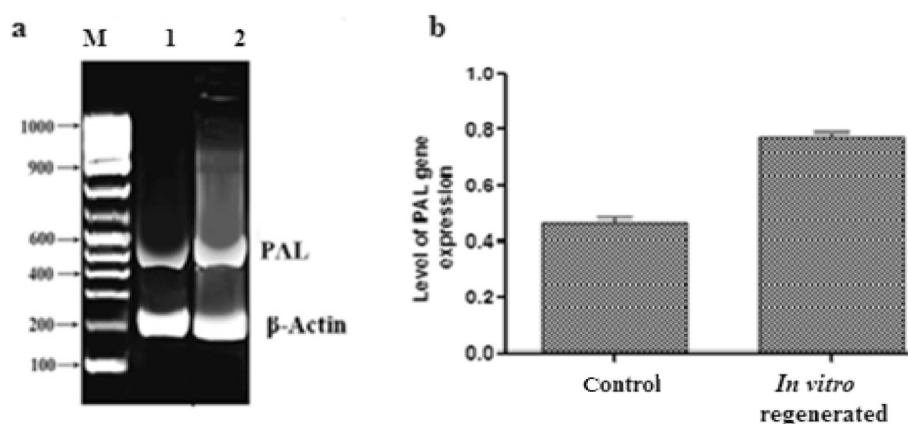 a
M 1 2
1000
900
600
400
200
100
PAL
β-Actin
b
Level of PAL gene
expression
1.0
0.8
0.6
0.4
0.2
0.0
Control
In vitro
regenerated